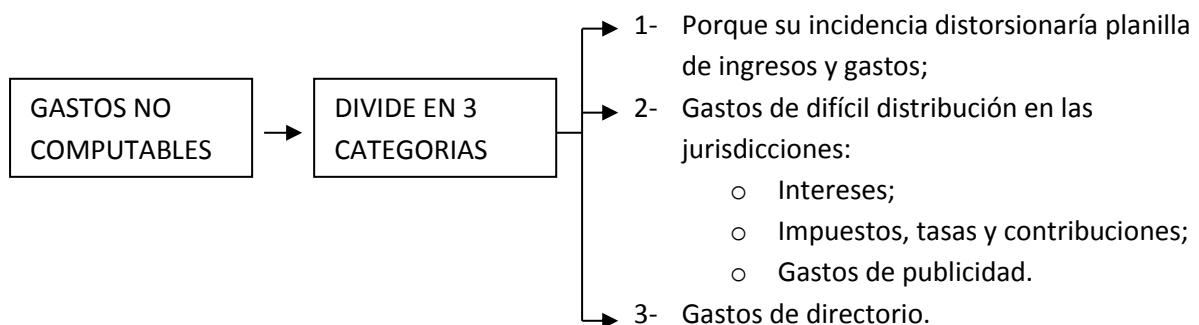 GASTOS NO
COMPUTABLES
DIVIDE EN 3
CATEGORIAS
1- Porque su incidencia distorsionaría planilla
de ingresos y gastos;
2- Gastos de difícil distribución en las
jurisdicciones:
o Intereses;
o Impuestos, tasas y contribuciones;
o Gastos de publicidad.
3- Gastos de directorio.